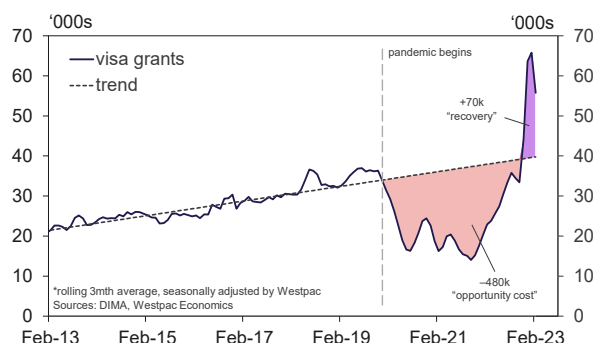 ‘000s ‘000s
70 70
60 60
50 50
40 40
30 30
20 20
10 10
0 0
visa grants
trend
pandemic begins
+70k
“recovery”
–480k
“opportunity cost”
*rolling 3mth average, seasonally adjusted by Westpac
Sources: DIMA, Westpac Economics
Feb-13 Feb-15 Feb-17 Feb-19 Feb-21 Feb-23